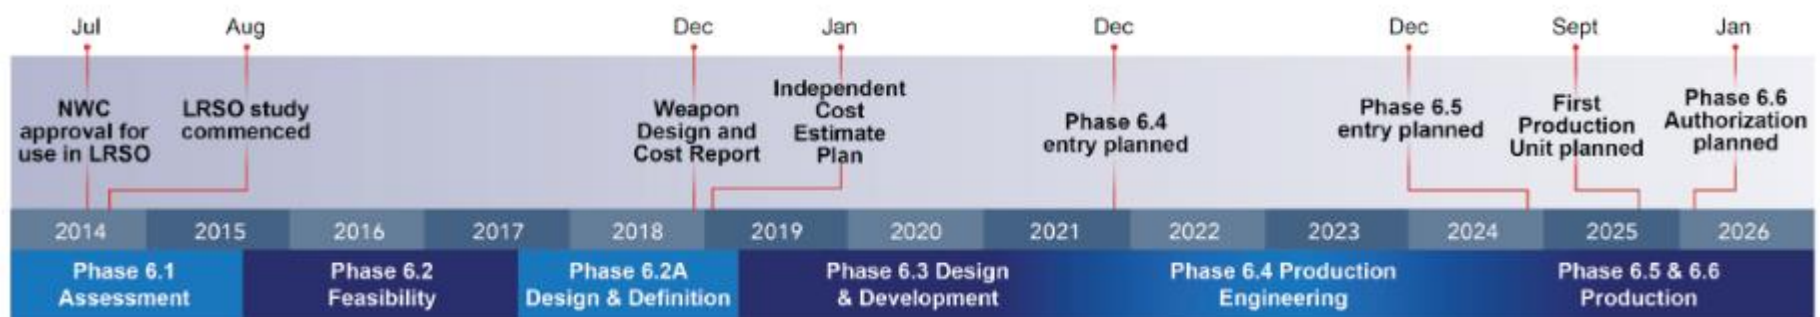 Jul
Aug
Dec
Jan
Dec
Dec
Sept
Jan
NWC
approval for
use in LRSO
LRSO study
commenced
Weapon
Design and
Cost Report
Independent
Cost
Estimate
Plan
Phase 6.4
entry planned
Phase 6.5
entry planned
First
Production
Unit planned
Phase 6.6
Authorization
planned
2014
2015
2016
2017
2018
2019
2020
2021
2022
2023
2024
2025
2026
Phase 6.1
Assessment
Phase 6.2
Feasibility
Phase 6.2A
Design & Definition
Phase 6.3 Design
& Development
Phase 6.4 Production
Engineering
Phase 6.5 & 6.6
Production